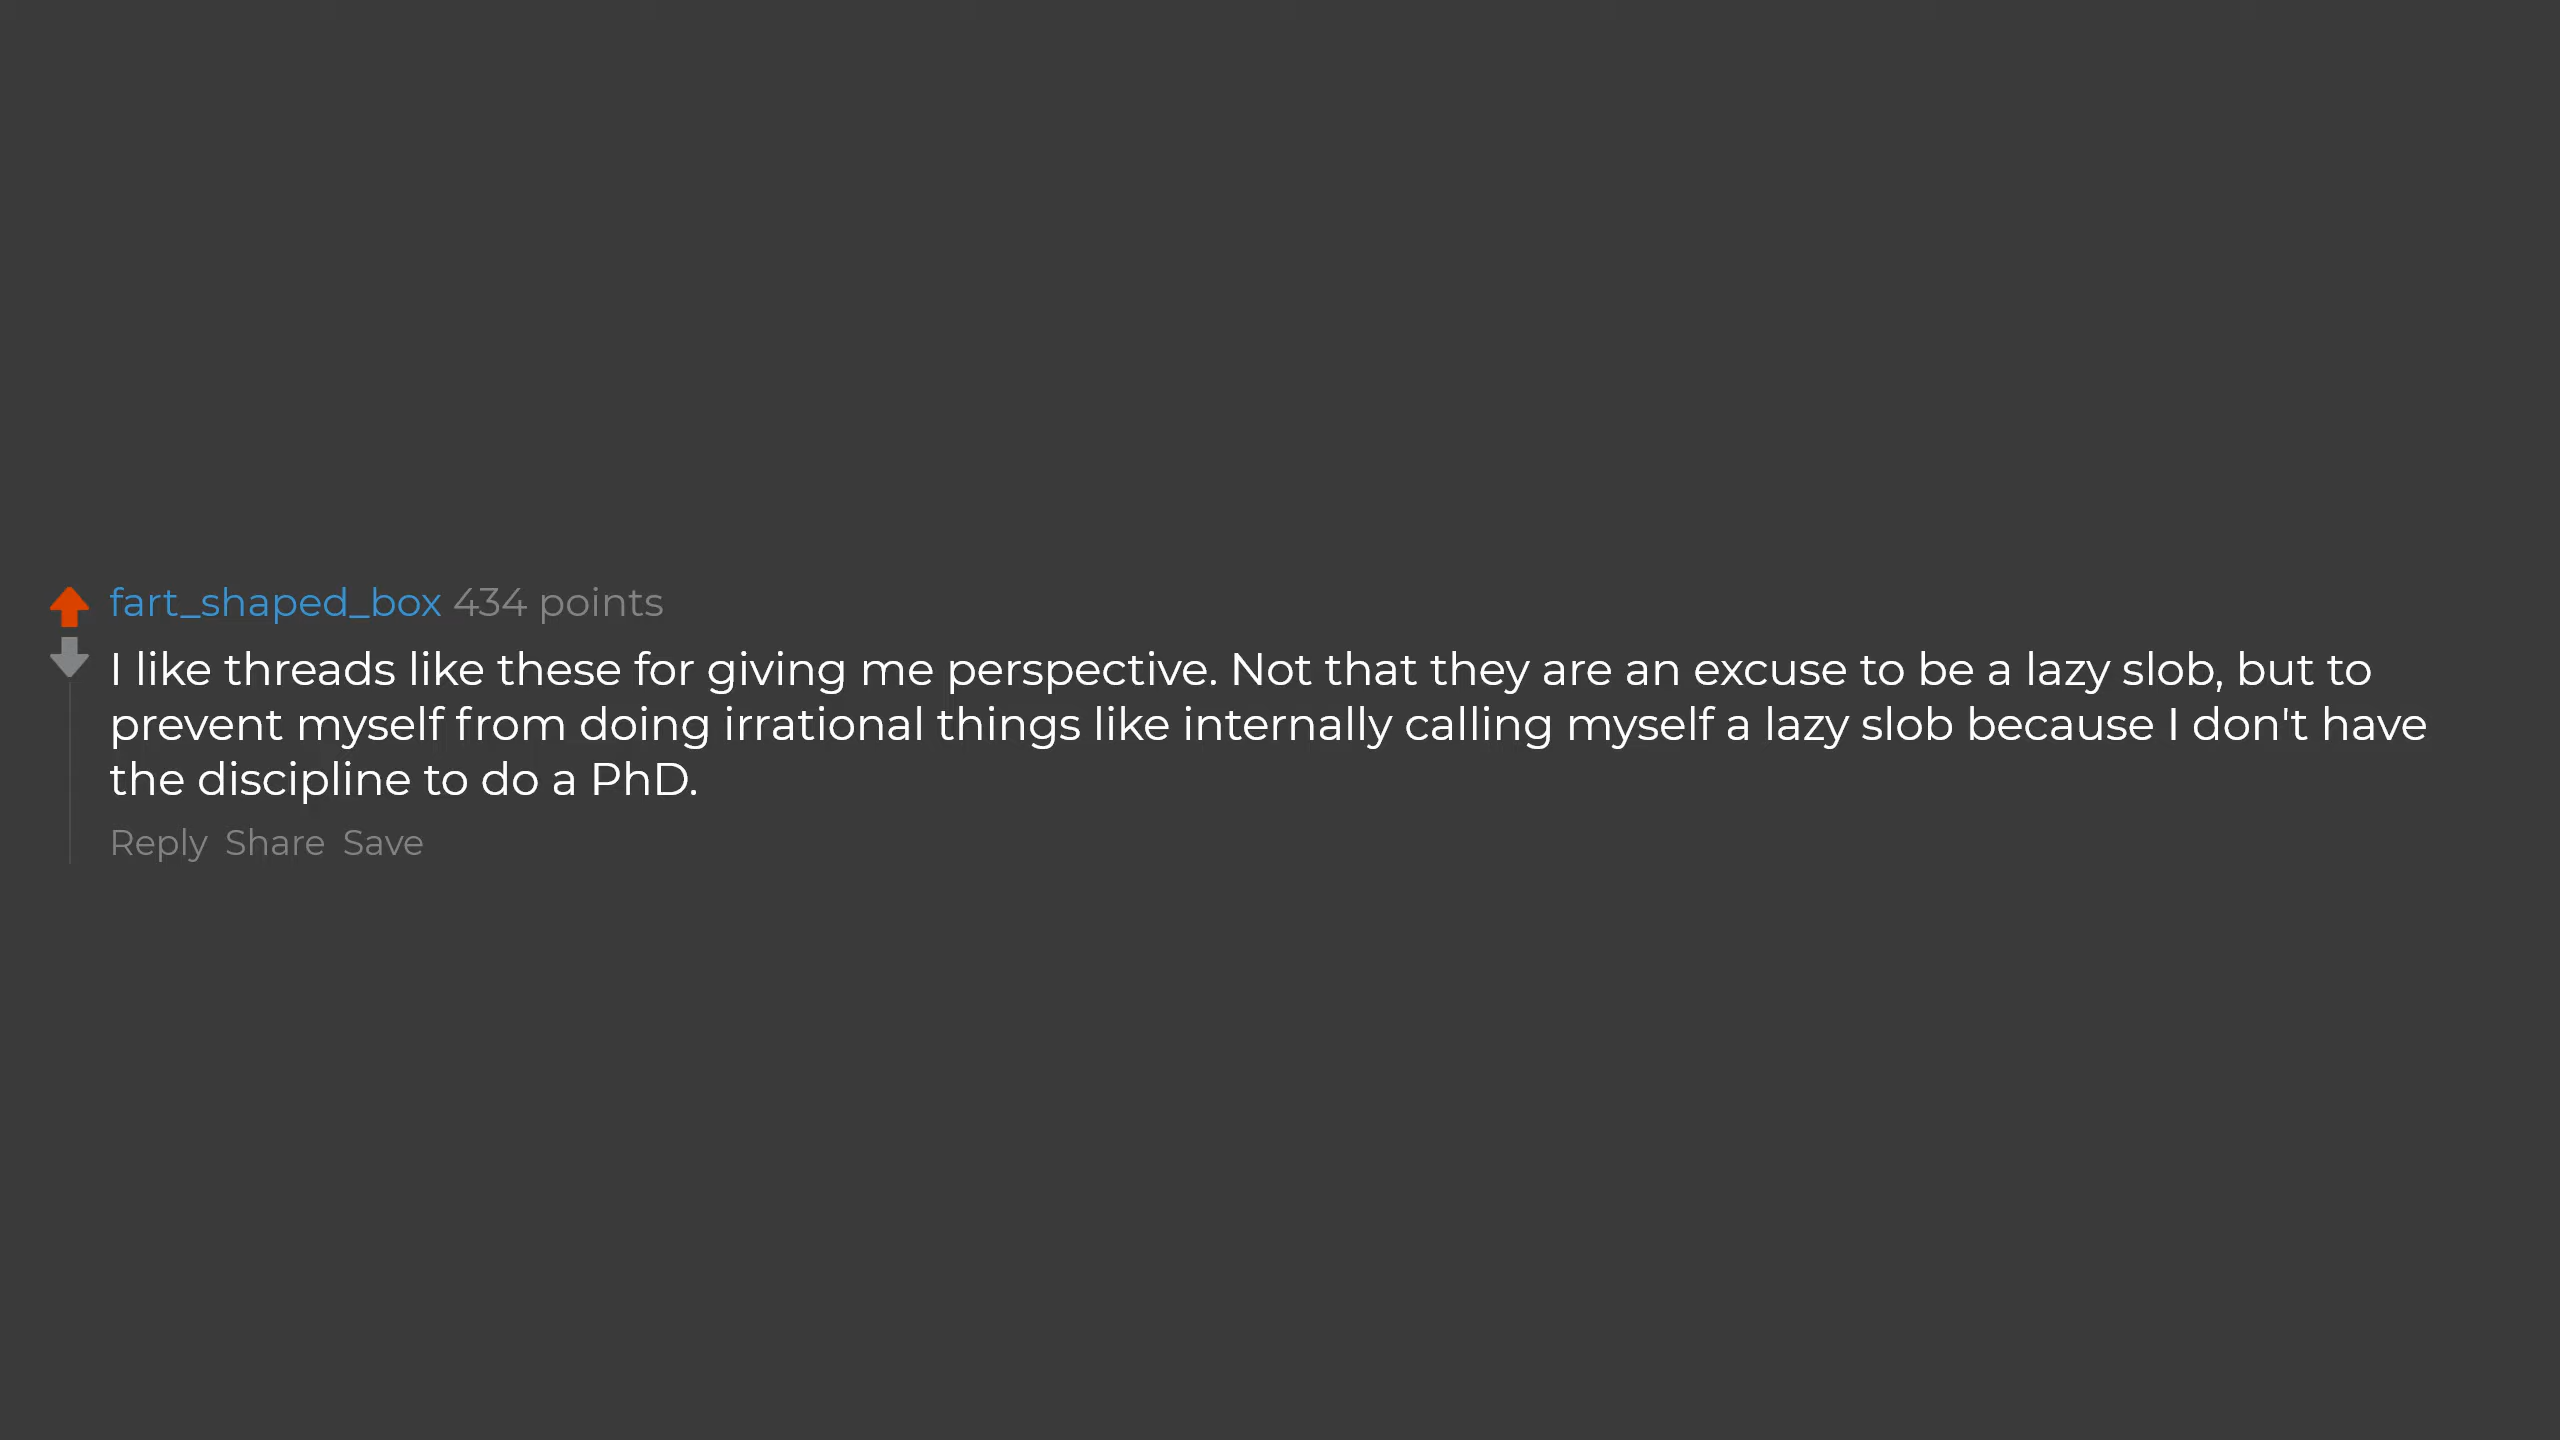 fart_shaped_box 434 points
I like threads like these for giving me perspective. Not that they are an excuse to be a lazy slob, but to
prevent myself from doing irrational things like internally calling myself a lazy slob because I don't have
the discipline to do a PhD.
Reply Share Save